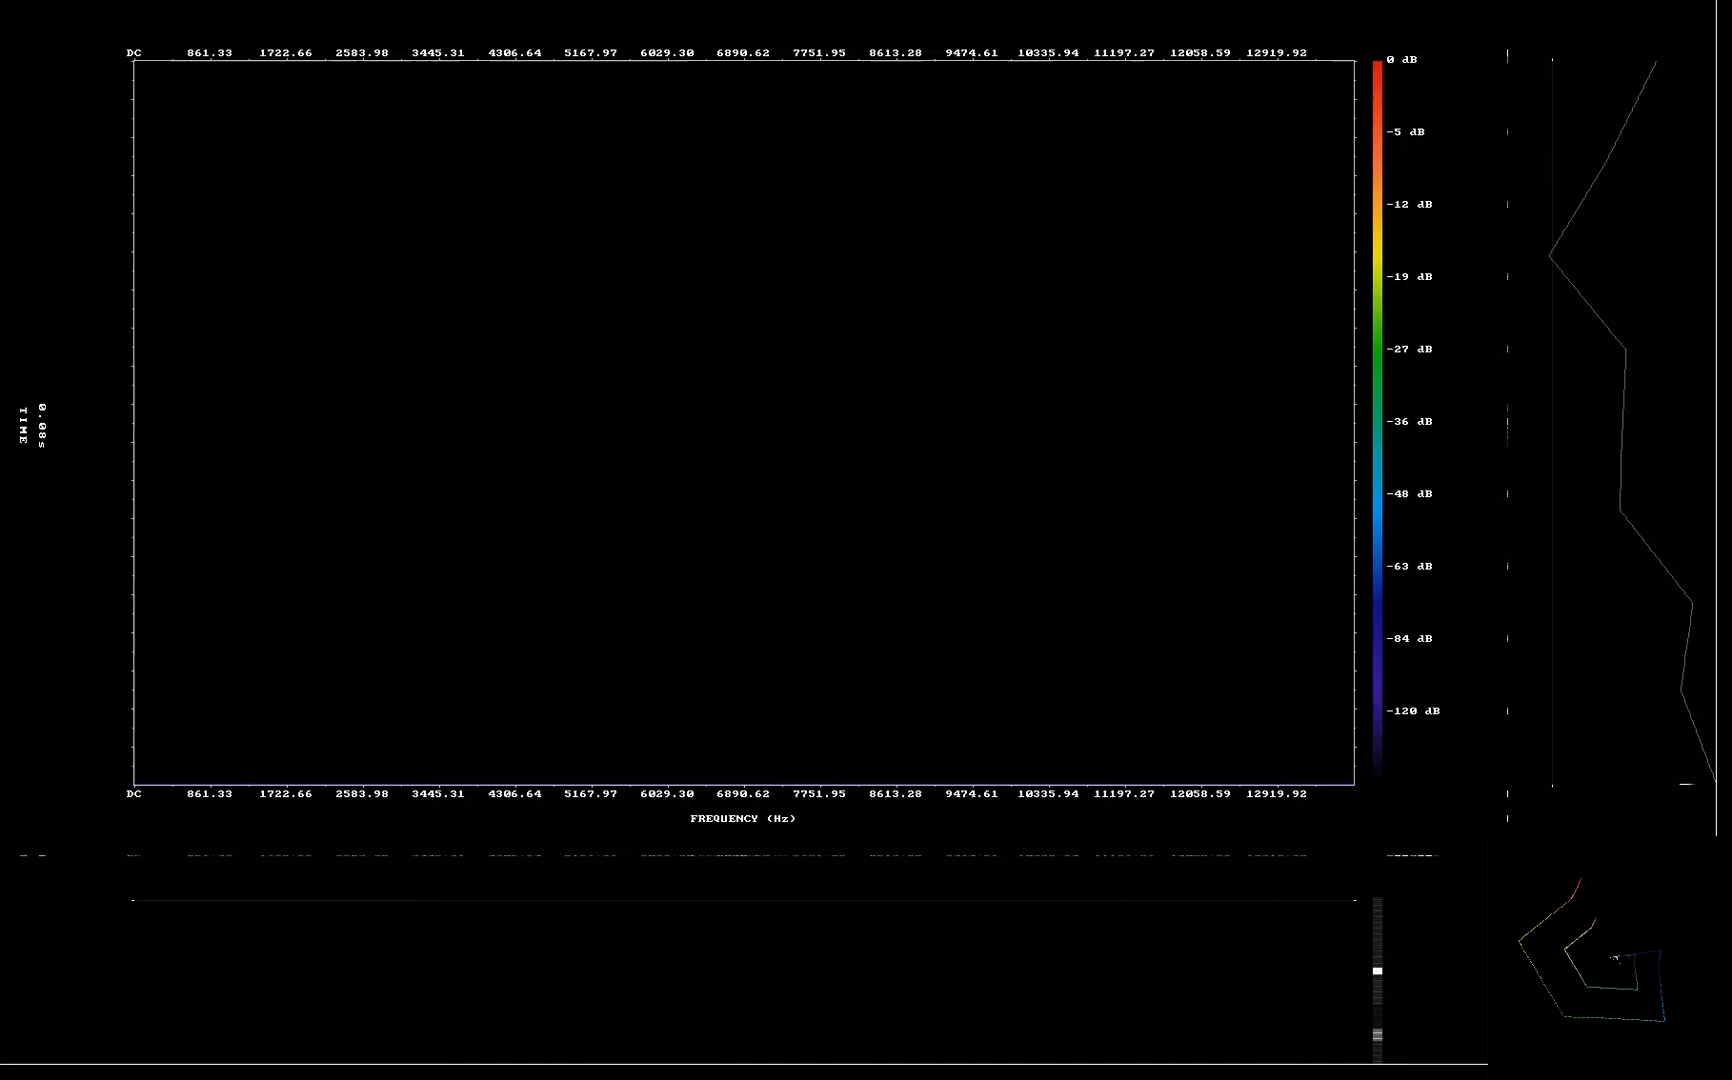 DC 861.33 1722.66 2583.98 3445.31 4306.64 5167.97 6029.30 6890.62 7751.95 8613.28 9474.61 10335.94 11197.27 12058.59 12919.92
0 dB
-5 dB
-12 dB
-19 dB
-27 dB
-36 dB
-48 dB
-63 dB
-84 dB
-120 dB
TIME
0.08s
DC 861.33 1722.66 2583.98 3445.31 4306.64 5167.97 6029.30 6890.62 7751.95 8613.28 9474.61 10335.94 11197.27 12058.59 12919.92
FREQUENCY (Hz)